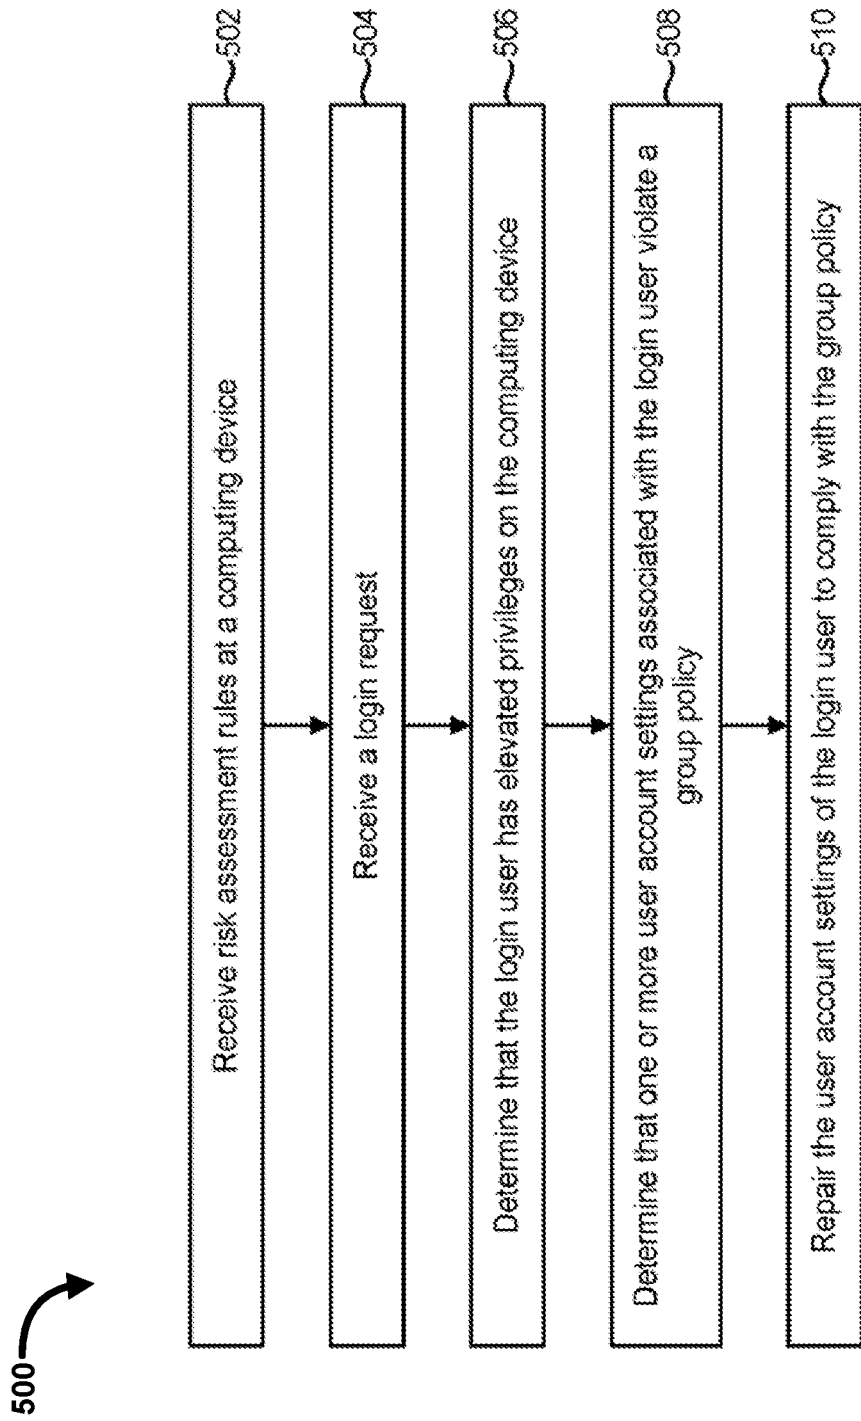 500
Receive risk assessment rules at a computing device
502
Receive a login request
504
Determine that the login user has elevated privileges on the computing device
506
Determine that one or more user account settings associated with the login user violate a
group policy
508
Repair the user account settings of the login user to comply with the group policy
510